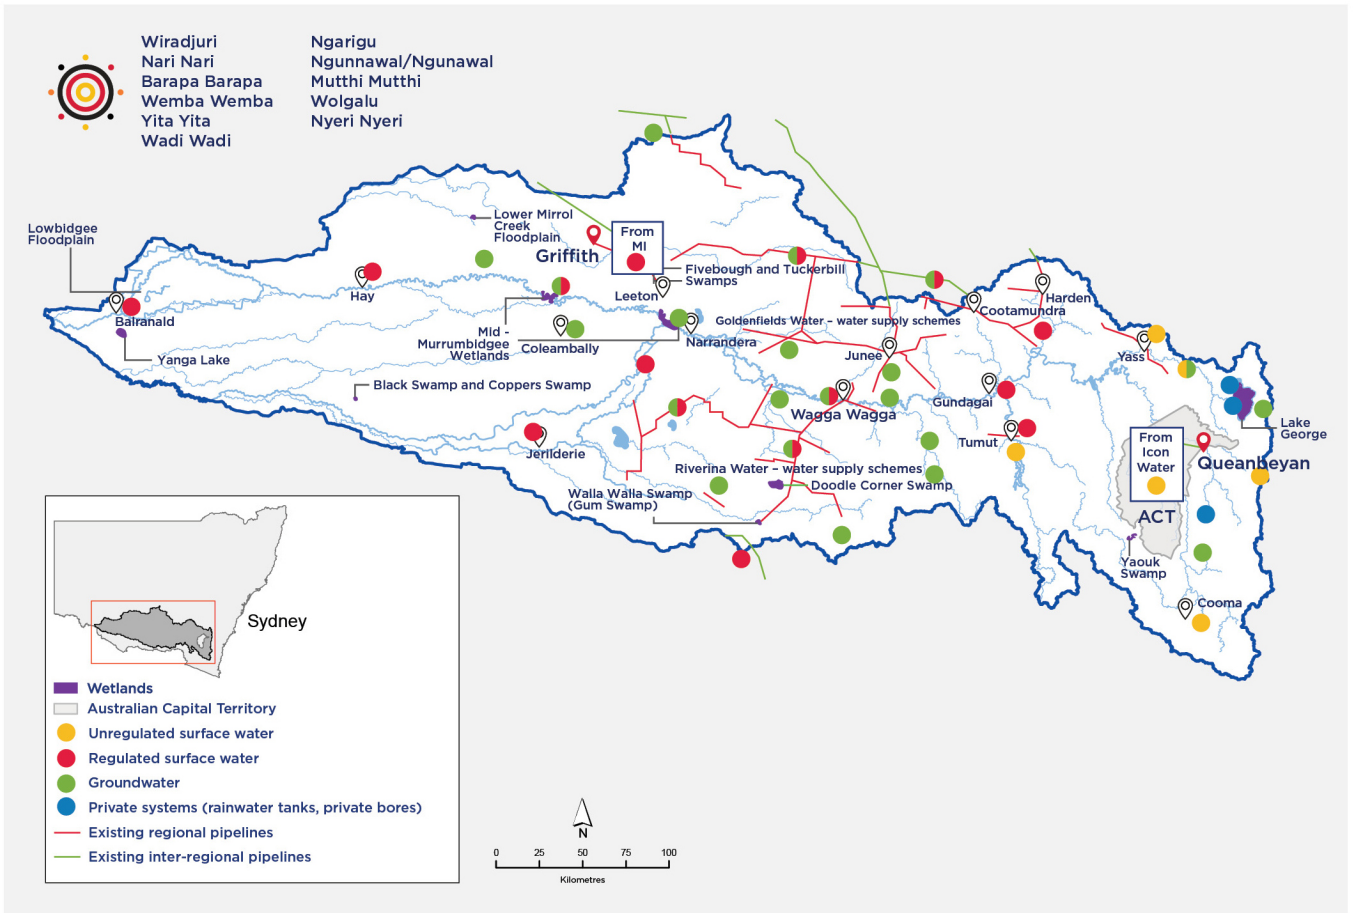 Wiradjuri
Nari Nari
Barapa Barapa
Wemba Wemba
Yita Yita
Wadi Wadi
Ngarigu
Ngunnawal/Ngunawal
Mutthi Mutthi
Wolgalu
Nyeri Nyeri
Lowbidgee
Floodplain
Lower Mirrol
Creek
Floodplain
Griffith
From
MI
Fivebough and Tuckerbill
Swamps
Hay
Leeton
Balranald
Mid -
Murrumbidgee
Wetlands
Coleambally
Narrandera
Goldenfields Water – water supply schemes
Cootamundra
Harden
Junee
Yass
Yanga Lake
Black Swamp and Coppers Swamp
Wagga Wagga
Gundagai
Tumut
Lake
George
From
Icon
Water
Queanbeyan
Jerilderie
Riverina Water – water supply schemes
Doodle Corner Swamp
Walla Walla Swamp
(Gum Swamp)
ACT
Yaouk
Swamp
Cooma
Sydney
Wetlands
Australian Capital Territory
Unregulated surface water
Regulated surface water
Groundwater
Private systems (rainwater tanks, private bores)
Existing regional pipelines
Existing inter-regional pipelines
N
0 25 50 75 100
Kilometres